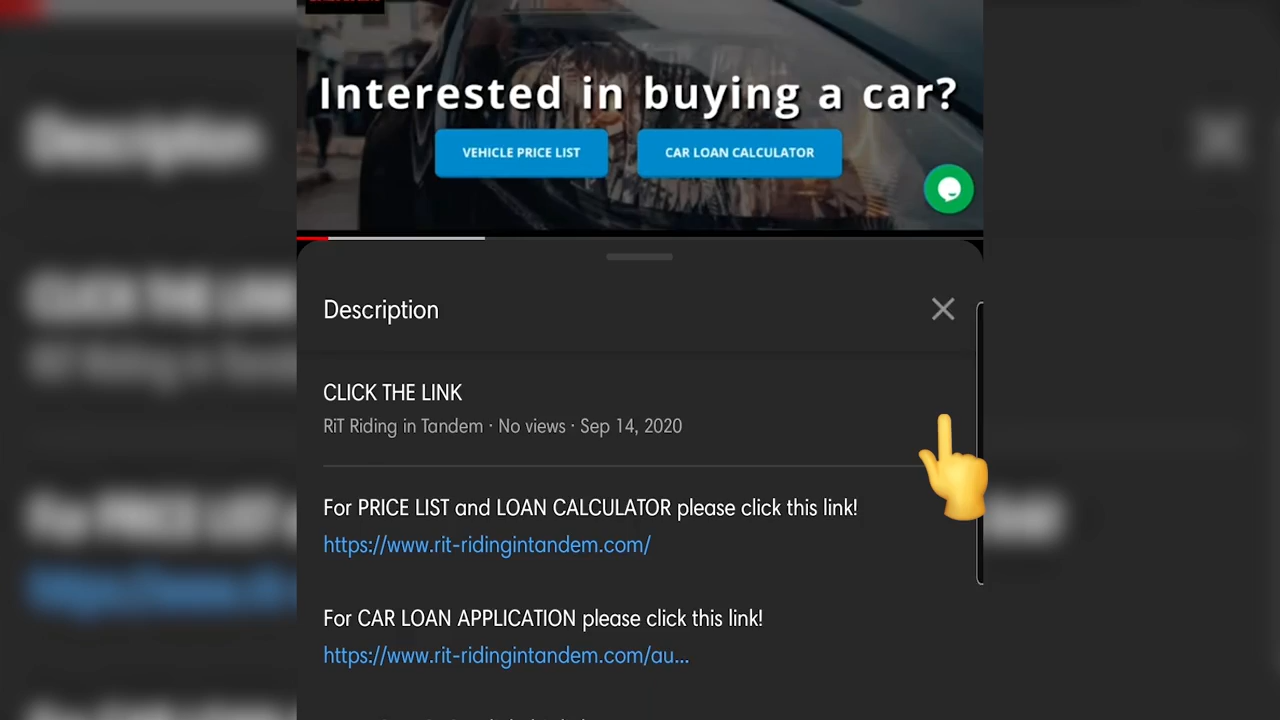 Interested in buying a car?
VEHICLE PRICE LIST
CAR LOAN CALCULATOR
Description
CLICK THE LINK
RiT Riding in Tandem · No views · Sep 14, 2020
For PRICE LIST and LOAN CALCULATOR please click this link!
https://www.rit-ridingintandem.com/
For CAR LOAN APPLICATION please click this link!
https://www.rit-ridingintandem.com/au...